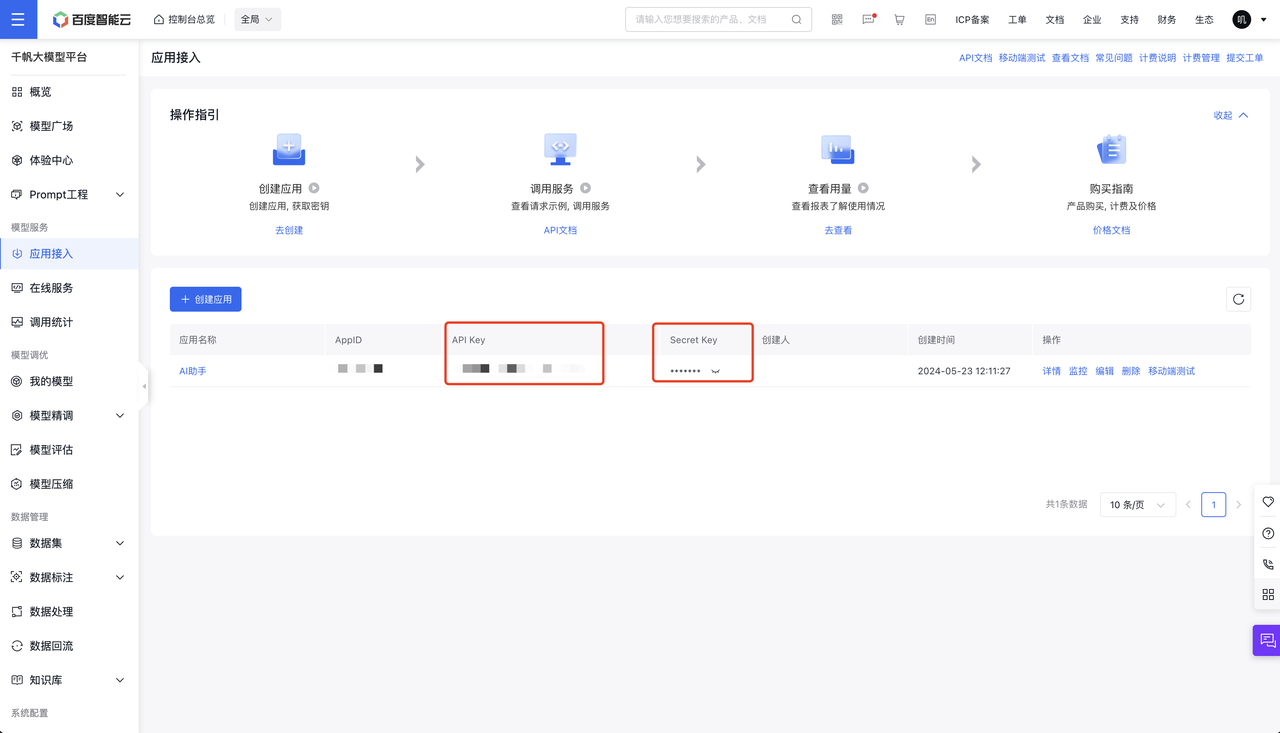 百度智能云 控制台总览 全局 请输入您想要搜索的产品、文档 En ICP备案 工单 文档 企业 支持 财务 生态 叽
千帆大模型平台
概览
模型广场
体验中心
Prompt工程
模型服务
应用接入
在线服务
调用统计
模型调优
我的模型
模型精调
模型评估
模型压缩
数据管理
数据集
数据标注
数据处理
数据回流
知识库
系统配置
应用接入 API文档 移动端测试 查看文档 常见问题 计费说明 计费管理 提交工单
操作指引 收起
创建应用
创建应用, 获取密钥
去创建
调用服务
查看请求示例, 调用服务
API文档
查看用量
查看报表了解使用情况
去查看
购买指南
产品购买, 计费及价格
价格文档
创建应用
应用名称 AppID API Key Secret Key 创建人 创建时间 操作
AI助手 ••••••• 2024-05-23 12:11:27 详情 监控 编辑 删除 移动端测试
共1条数据 10 条/页 1